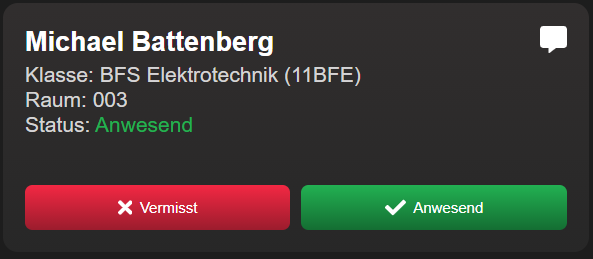 Michael Battenberg
Klasse: BFS Elektrotechnik (11BFE)
Raum: 003
Status: Anwesend
Vermisst
Anwesend